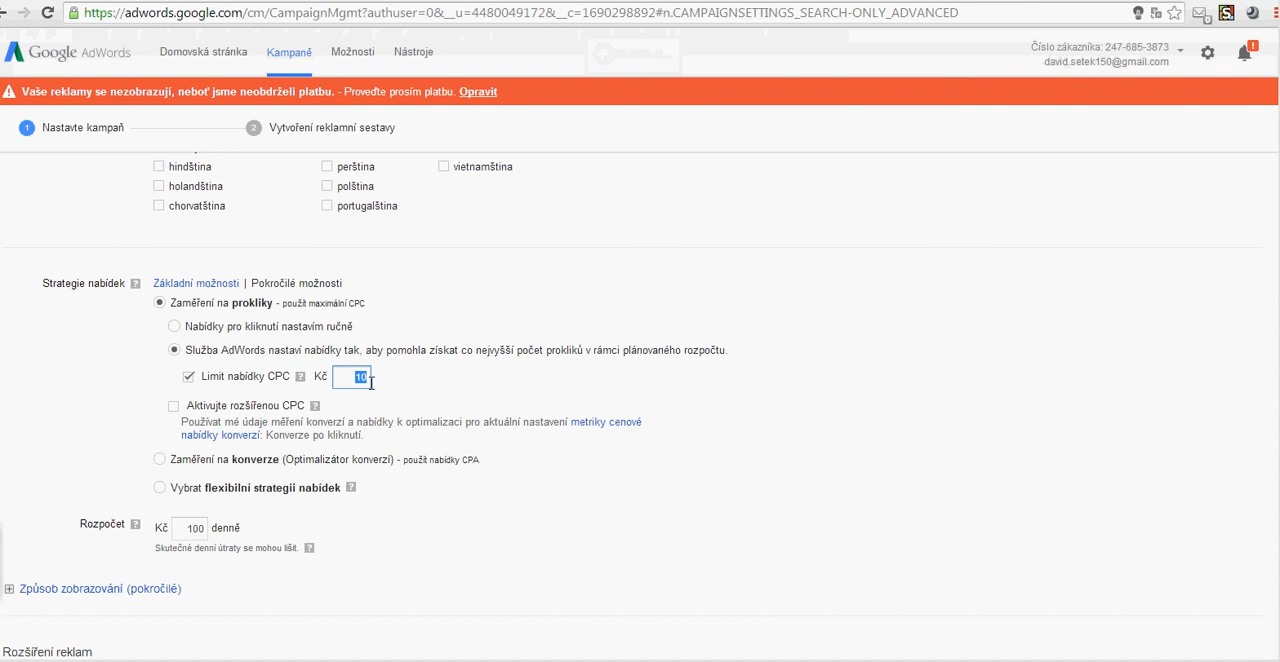 https://adwords.google.com/cm/CampaignMgmt?authuser=0&__u=4480049172&__c=1690298892#n.CAMPAIGNSETTINGS_SEARCH-ONLY_ADVANCED
Google AdWords Domovská stránka Kampaně Možnosti Nástroje
Číslo zákazníka: 247-685-3873
david.setek150@gmail.com
Vaše reklamy se nezobrazují, neboť jsme neobdrželi platbu. - Proveďte prosím platbu. Opravit
1 Nastavte kampaň 2 Vytvoření reklamní sestavy
hindština perština vietnamština
holandština polština
chorvatština portugalština
Strategie nabídek ? Základní možnosti | Pokročilé možnosti
Zaměření na prokliky - použít maximální CPC
Nabídky pro kliknutí nastavím ručně
Služba AdWords nastaví nabídky tak, aby pomohla získat co nejvyšší počet prokliků v rámci plánovaného rozpočtu.
Limit nabídky CPC ? Kč 10
Aktivujte rozšířenou CPC ?
Používat mé údaje měření konverzí a nabídky k optimalizaci pro aktuální nastavení metriky cenové
nabídky konverzí: Konverze po kliknutí.
Zaměření na konverze (Optimalizátor konverzí) - použít nabídky CPA
Vybrat flexibilní strategii nabídek ?
Rozpočet ? Kč 100 denně
Skutečné denní útraty se mohou lišit. ?
Způsob zobrazování (pokročilé)
Rozšíření reklam